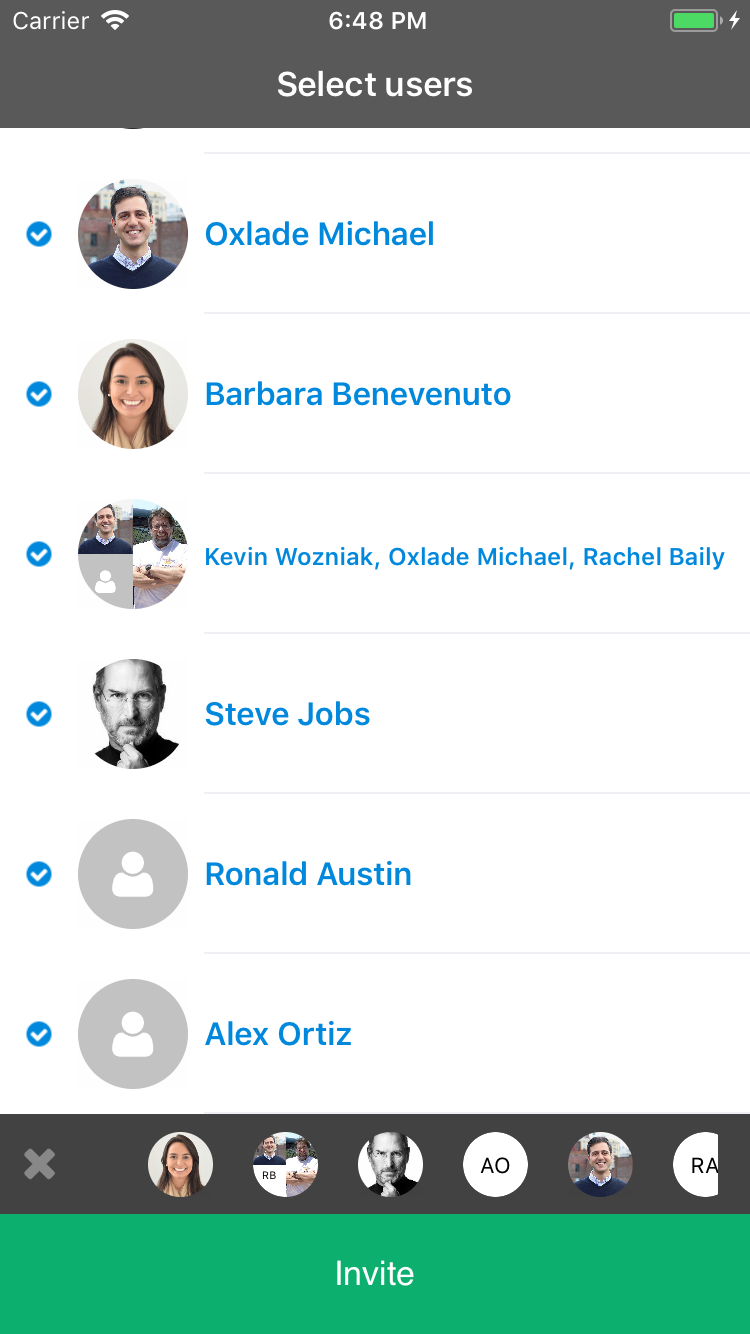 Carrier 6:48 PM
Select users
Oxlade Michael
Barbara Benevenuto
Kevin Wozniak, Oxlade Michael, Rachel Baily
Steve Jobs
Ronald Austin
Alex Ortiz
RB AO RA
Invite